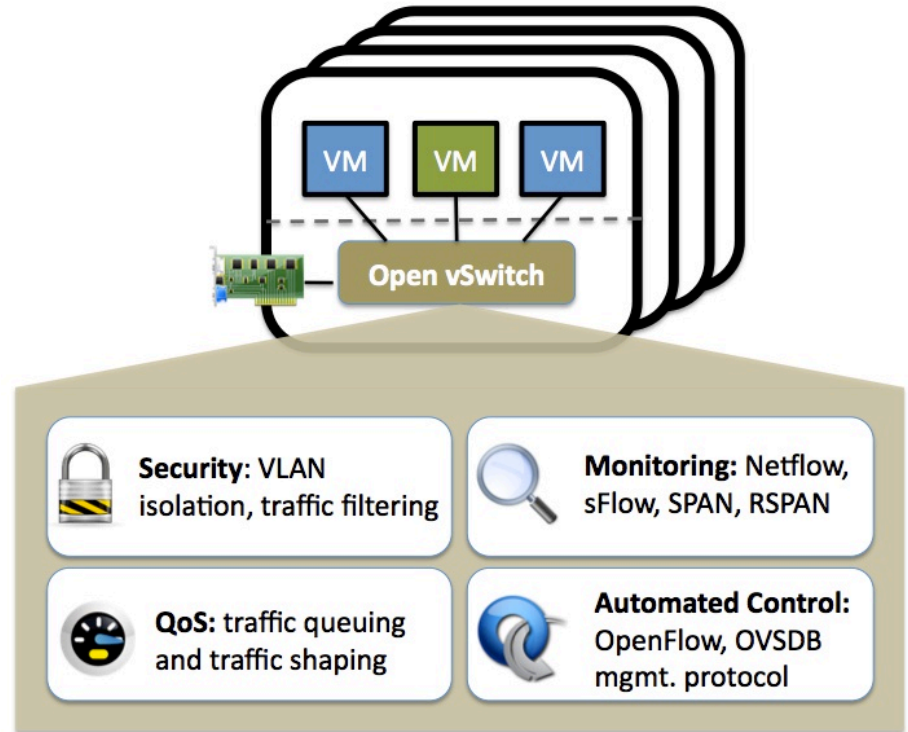 VM VM VM
Open vSwitch
Security: VLAN
isolation, traffic filtering
Monitoring: Netflow,
sFlow, SPAN, RSPAN
QoS: traffic queuing
and traffic shaping
Automated Control:
OpenFlow, OVSDB
mgmt. protocol